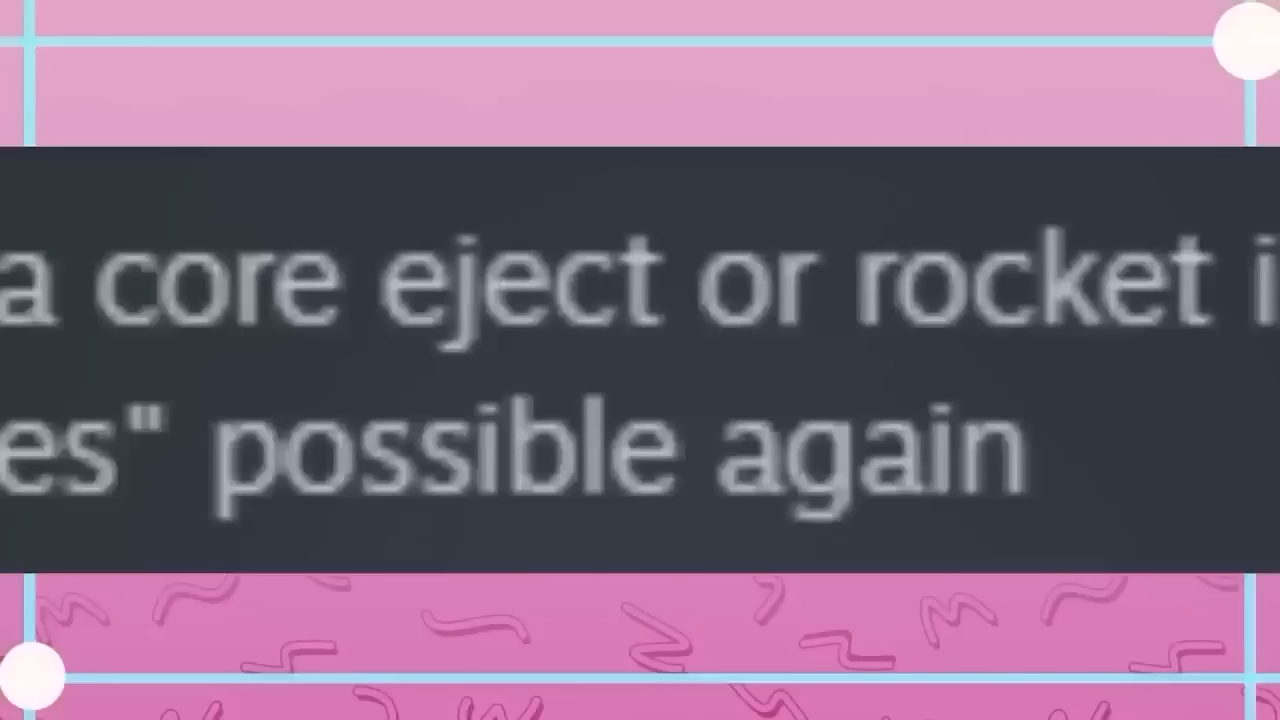 a core eject or rocket i
es" possible again